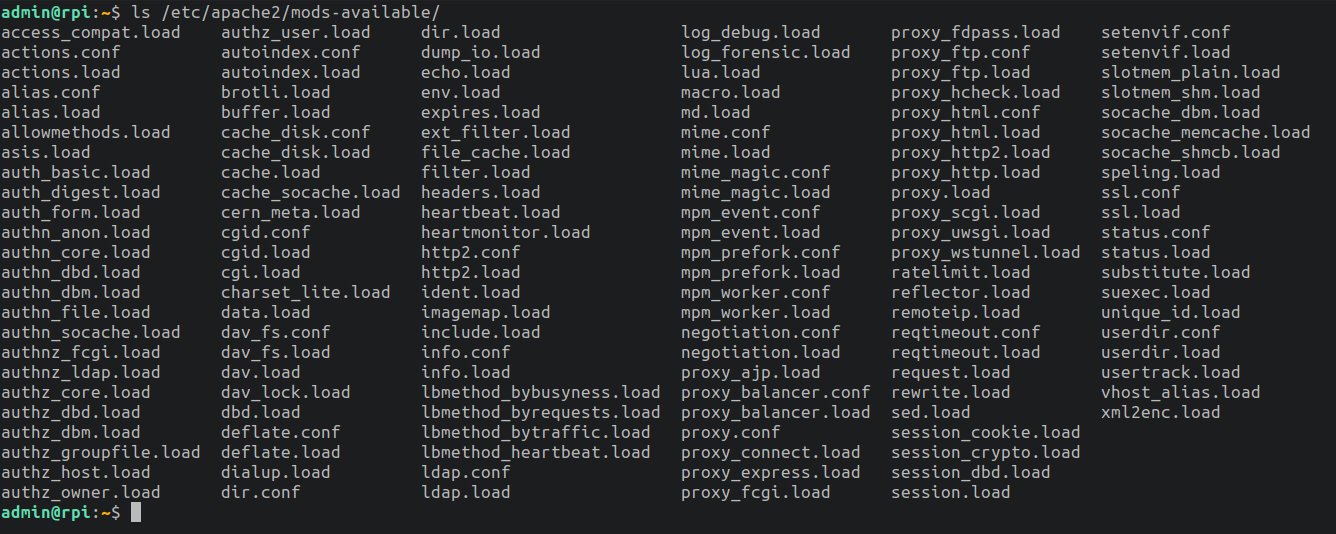 admin@rpi:~$ ls /etc/apache2/mods-available/
access_compat.load authz_user.load dir.load log_debug.load proxy_fdpass.load setenvif.conf
actions.conf autoindex.conf dump_io.load log_forensic.load proxy_ftp.conf setenvif.load
actions.load autoindex.load echo.load lua.load proxy_ftp.load slotmem_plain.load
alias.conf brotli.load env.load macro.load proxy_hcheck.load slotmem_shm.load
alias.load buffer.load expires.load md.load proxy_html.conf socache_dbm.load
allowmethods.load cache_disk.conf ext_filter.load mime.conf proxy_html.load socache_memcache.load
asis.load cache_disk.load file_cache.load mime.load proxy_http2.load socache_shmcb.load
auth_basic.load cache.load filter.load mime_magic.conf proxy_http.load speling.load
auth_digest.load cache_socache.load headers.load mime_magic.load proxy.load ssl.conf
auth_form.load cern_meta.load heartbeat.load mpm_event.conf proxy_scgi.load ssl.load
authn_anon.load cgid.conf heartmonitor.load mpm_event.load proxy_uwsgi.load status.conf
authn_core.load cgid.load http2.conf mpm_prefork.conf proxy_wstunnel.load status.load
authn_dbd.load cgi.load http2.load mpm_prefork.load ratelimit.load substitute.load
authn_dbm.load charset_lite.load ident.load mpm_worker.conf reflector.load suexec.load
authn_file.load data.load imagemap.load mpm_worker.load remoteip.load unique_id.load
authn_socache.load dav_fs.conf include.load negotiation.conf reqtimeout.conf userdir.conf
authnz_fcgi.load dav_fs.load info.conf negotiation.load reqtimeout.load userdir.load
authnz_ldap.load dav.load info.load proxy_ajp.load request.load usertrack.load
authz_core.load dav_lock.load lbmethod_bybusyness.load proxy_balancer.conf rewrite.load vhost_alias.load
authz_dbd.load dbd.load lbmethod_byrequests.load proxy_balancer.load sed.load xml2enc.load
authz_dbm.load deflate.conf lbmethod_bytraffic.load proxy.conf session_cookie.load
authz_groupfile.load deflate.load lbmethod_heartbeat.load proxy_connect.load session_crypto.load
authz_host.load dialup.load ldap.conf proxy_express.load session_dbd.load
authz_owner.load dir.conf ldap.load proxy_fcgi.load session.load
admin@rpi:~$